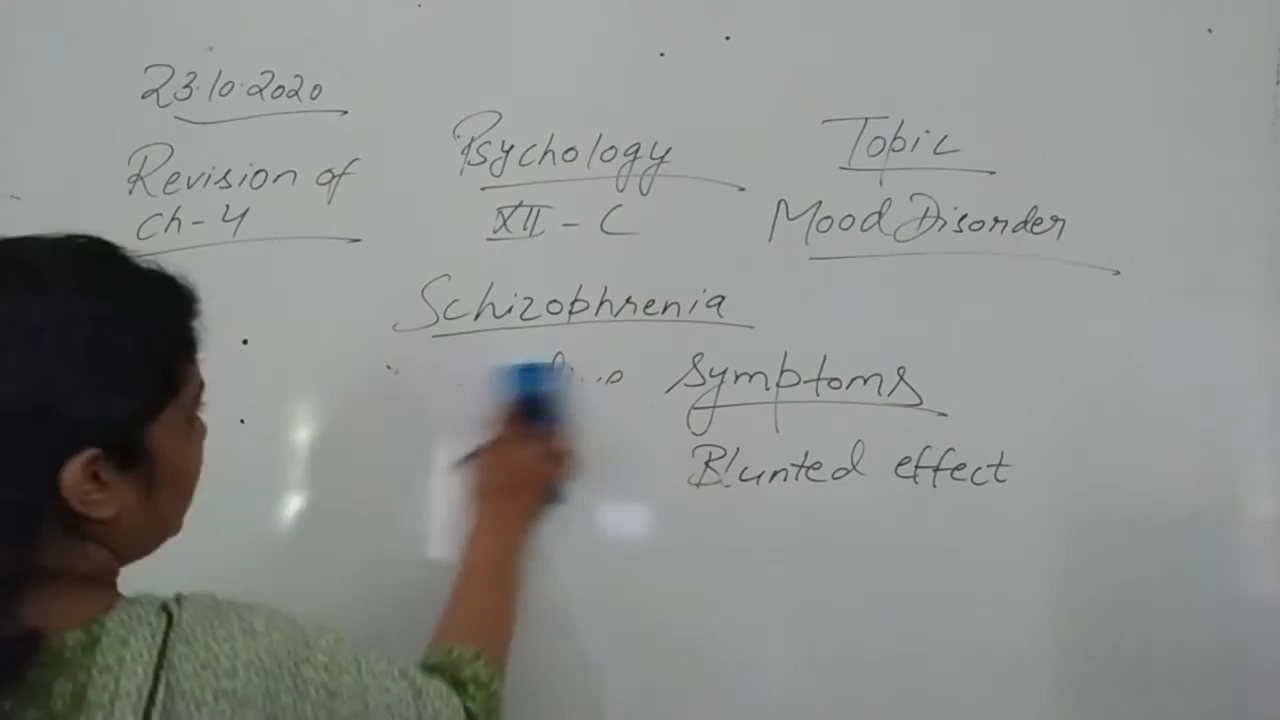 23.10.2020
Revision of
Ch-4
Psychology
XII - C
Topic
Mood Disorder
Schizophrenia
Symptoms
Blunted effect